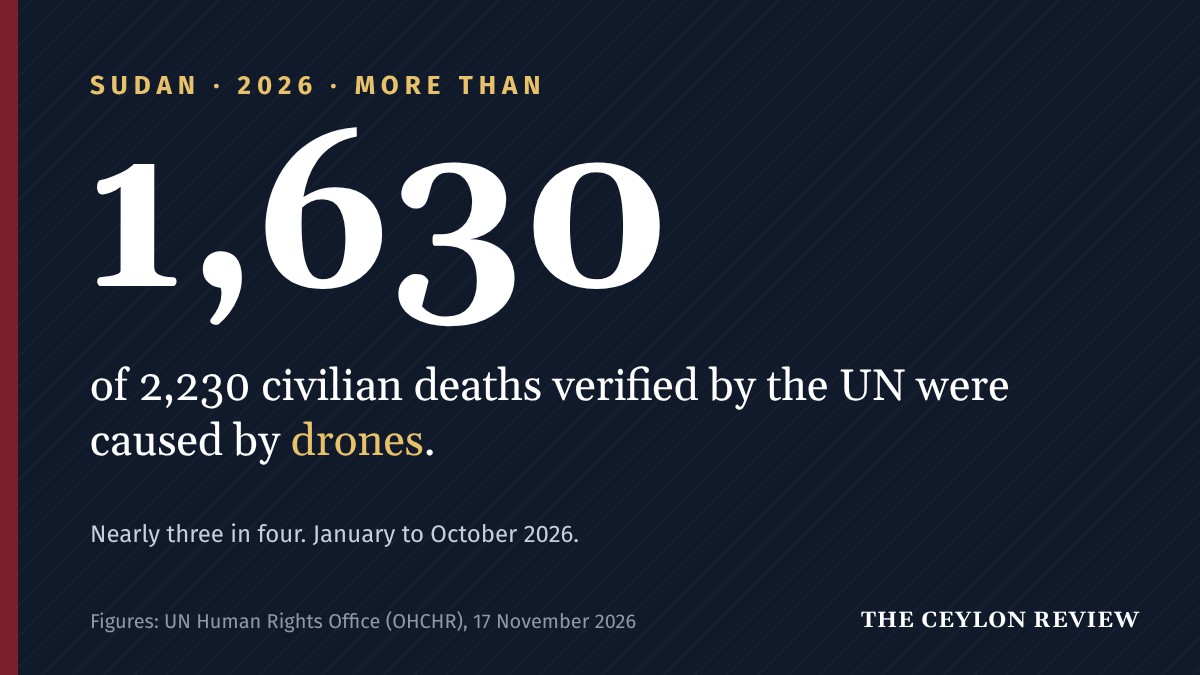 SUDAN · 2026 · MORE THAN
1,630
of 2,230 civilian deaths verified by the UN were
caused by drones.
Nearly three in four. January to October 2026.
Figures: UN Human Rights Office (OHCHR), 17 November 2026
THE CEYLON REVIEW